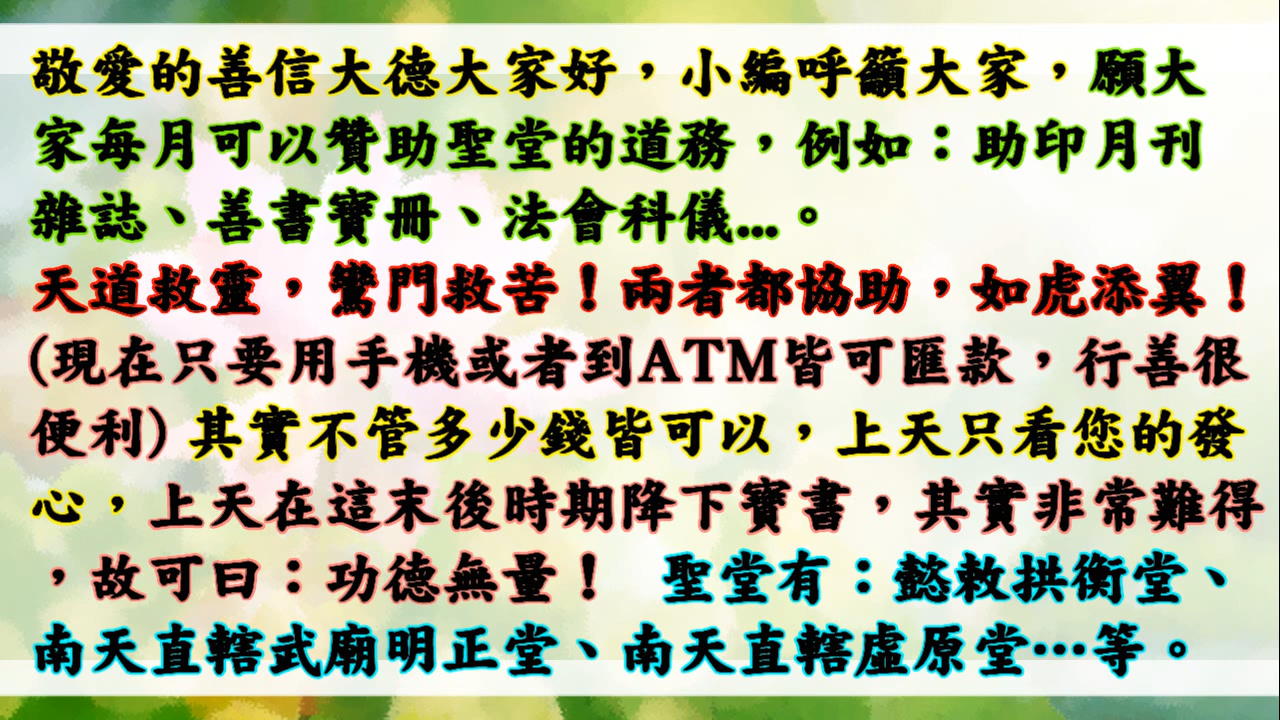 敬愛的善信大德大家好，小編呼籲大家，願大
家每月可以贊助聖堂的道務，例如：助印月刊
雜誌、善書寶冊、法會科儀...。
天道救靈，鸞門救苦！兩者都協助，如虎添翼！
(現在只要用手機或者到ATM皆可匯款，行善很
便利) 其實不管多少錢皆可以，上天只看您的發
心，上天在這末後時期降下寶書，其實非常難得
，故可曰：功德無量！ 聖堂有：懿敕拱衡堂、
南天直轄武廟明正堂、南天直轄虛原堂…等。